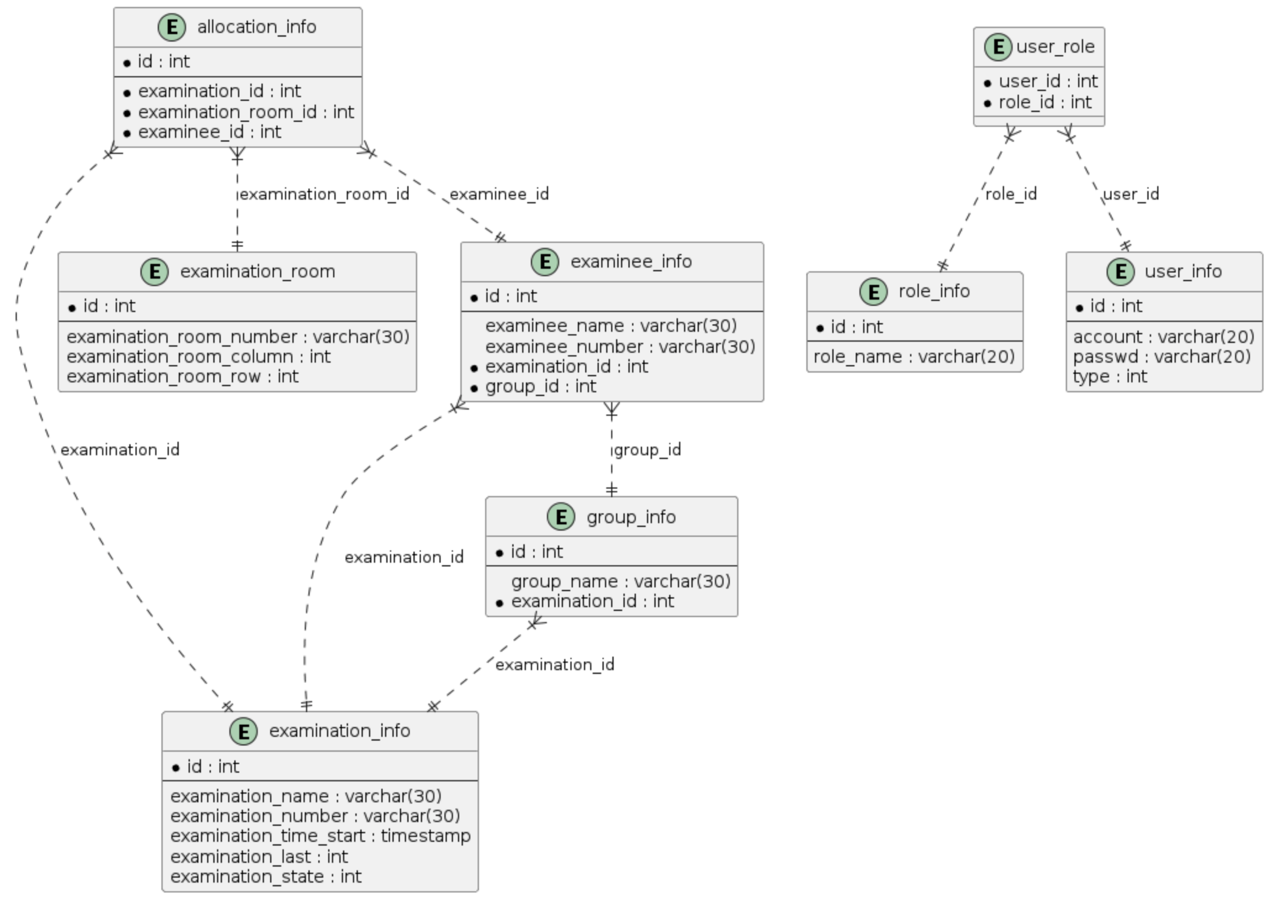 E allocation_info
id : int
examination_id : int
examination_room_id : int
examinee_id : int
E user_role
user_id : int
role_id : int
examination_room_id
examinee_id
role_id
user_id
E examination_room
id : int
examination_room_number : varchar(30)
examination_room_column : int
examination_room_row : int
E examinee_info
id : int
examinee_name : varchar(30)
examinee_number : varchar(30)
examination_id : int
group_id : int
E role_info
id : int
role_name : varchar(20)
E user_info
id : int
account : varchar(20)
passwd : varchar(20)
type : int
examination_id
group_id
E group_info
id : int
group_name : varchar(30)
examination_id : int
examination_id
examination_id
E examination_info
id : int
examination_name : varchar(30)
examination_number : varchar(30)
examination_time_start : timestamp
examination_last : int
examination_state : int